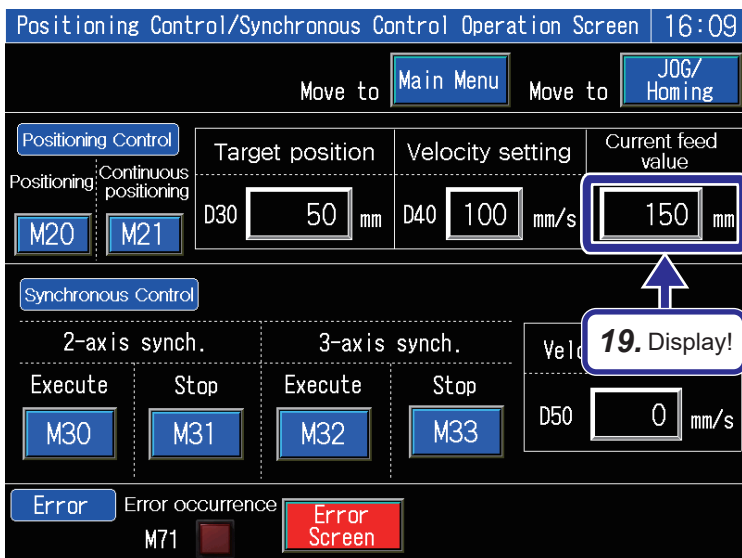 Positioning Control/Synchronous Control Operation Screen 16:09
Move to Main Menu Move to JOG/
Homing
Positioning Control
Positioning Continuous
positioning
M20 M21
Target position
D30 50 mm
Velocity setting
D40 100 mm/s
Current feed
value
150 mm
19. Display!
Synchronous Control
2-axis synch.
Execute Stop
M30 M31
3-axis synch.
Execute Stop
M32 M33
D50 0 mm/s
Error
Error occurrence
M71
Error
Screen